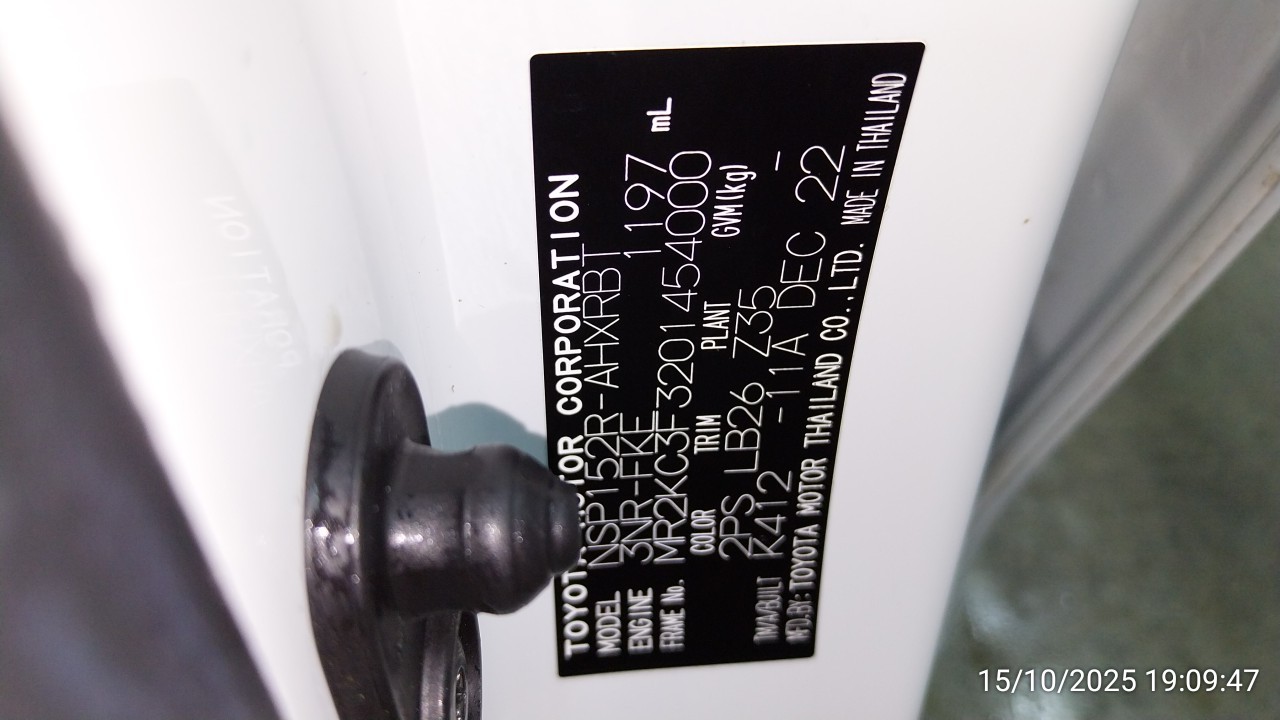 TOYOTA MOTOR CORPORATION
MODEL NSP152R-AHXRBT
ENGINE 3NR-FKE 1197 mL
FRAME No. MR2KC3F3201454000
COLOR TRIM PLANT GVM(kg)
2PS LB26 Z35
TM/A/BUILT K412 -11A DEC 22 -
MFD.BY: TOYOTA MOTOR THAILAND CO.,LTD. MADE IN THAILAND
15/10/2025 19:09:47